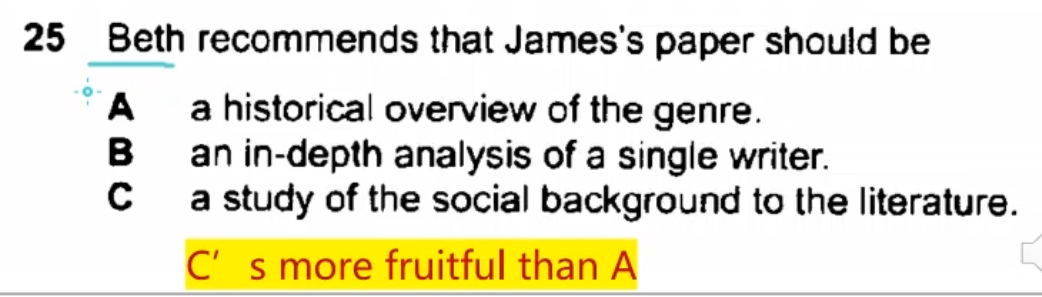 25 Beth recommends that James's paper should be
A a historical overview of the genre.
B an in-depth analysis of a single writer.
C a study of the social background to the literature.
C's more fruitful than A